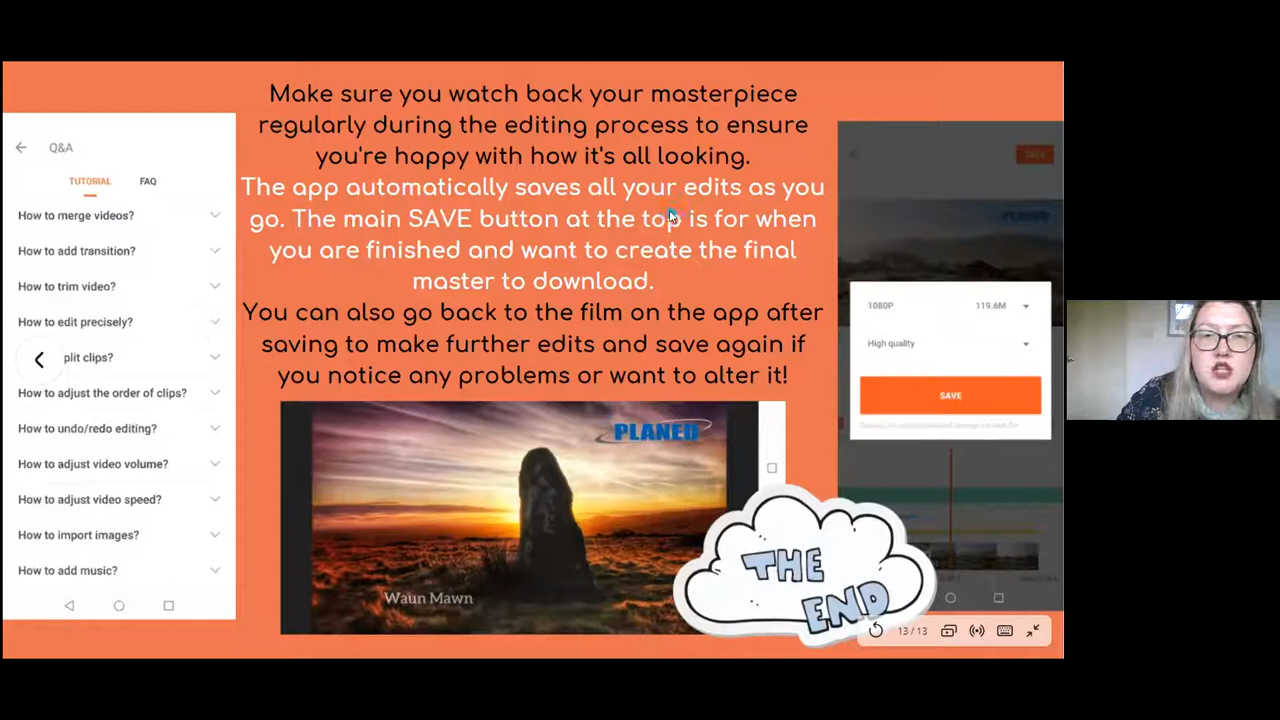 Make sure you watch back your masterpiece
regularly during the editing process to ensure
you're happy with how it's all looking.
The app automatically saves all your edits as you
go. The main SAVE button at the top is for when
you are finished and want to create the final
master to download.
You can also go back to the film on the app after
saving to make further edits and save again if
you notice any problems or want to alter it!
Q&A
TUTORIAL FAQ
How to merge videos?
How to add transition?
How to trim video?
How to edit precisely?
plit clips?
How to adjust the order of clips?
How to undo/redo editing?
How to adjust video volume?
How to adjust video speed?
How to import images?
How to add music?
PLANED
Waun Mawn
SAVE
1080P 119.6M
High quality
SAVE
THE
END
13 / 13